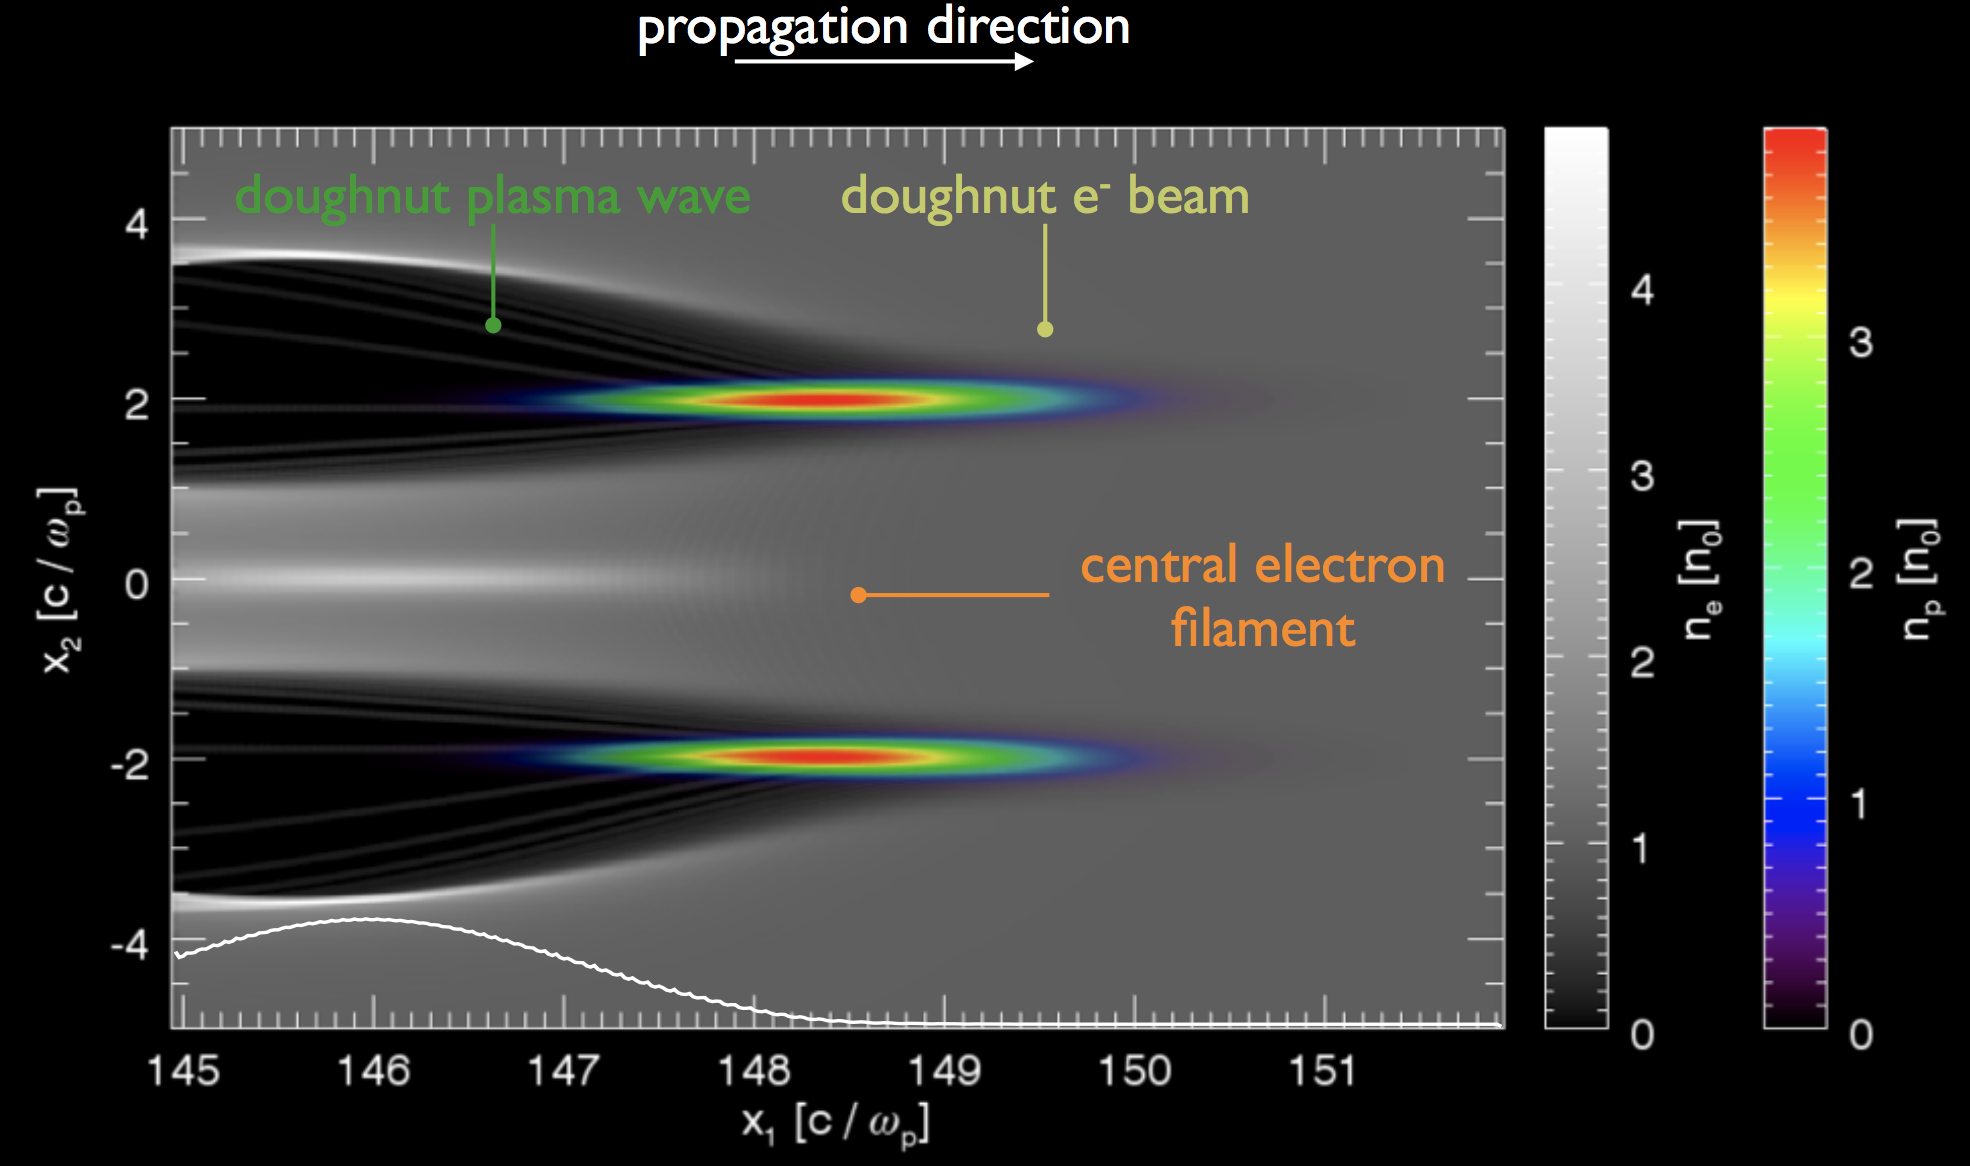 propagation direction
doughnut plasma wave
doughnut e⁻ beam
central electron
filament
4
2
0
-2
-4
x₂ [c / ωₚ]
145 146 147 148 149 150 151
x₁ [c / ωₚ]
4
3
2
1
0
nₑ [n₀]
3
2
1
0
nₚ [n₀]